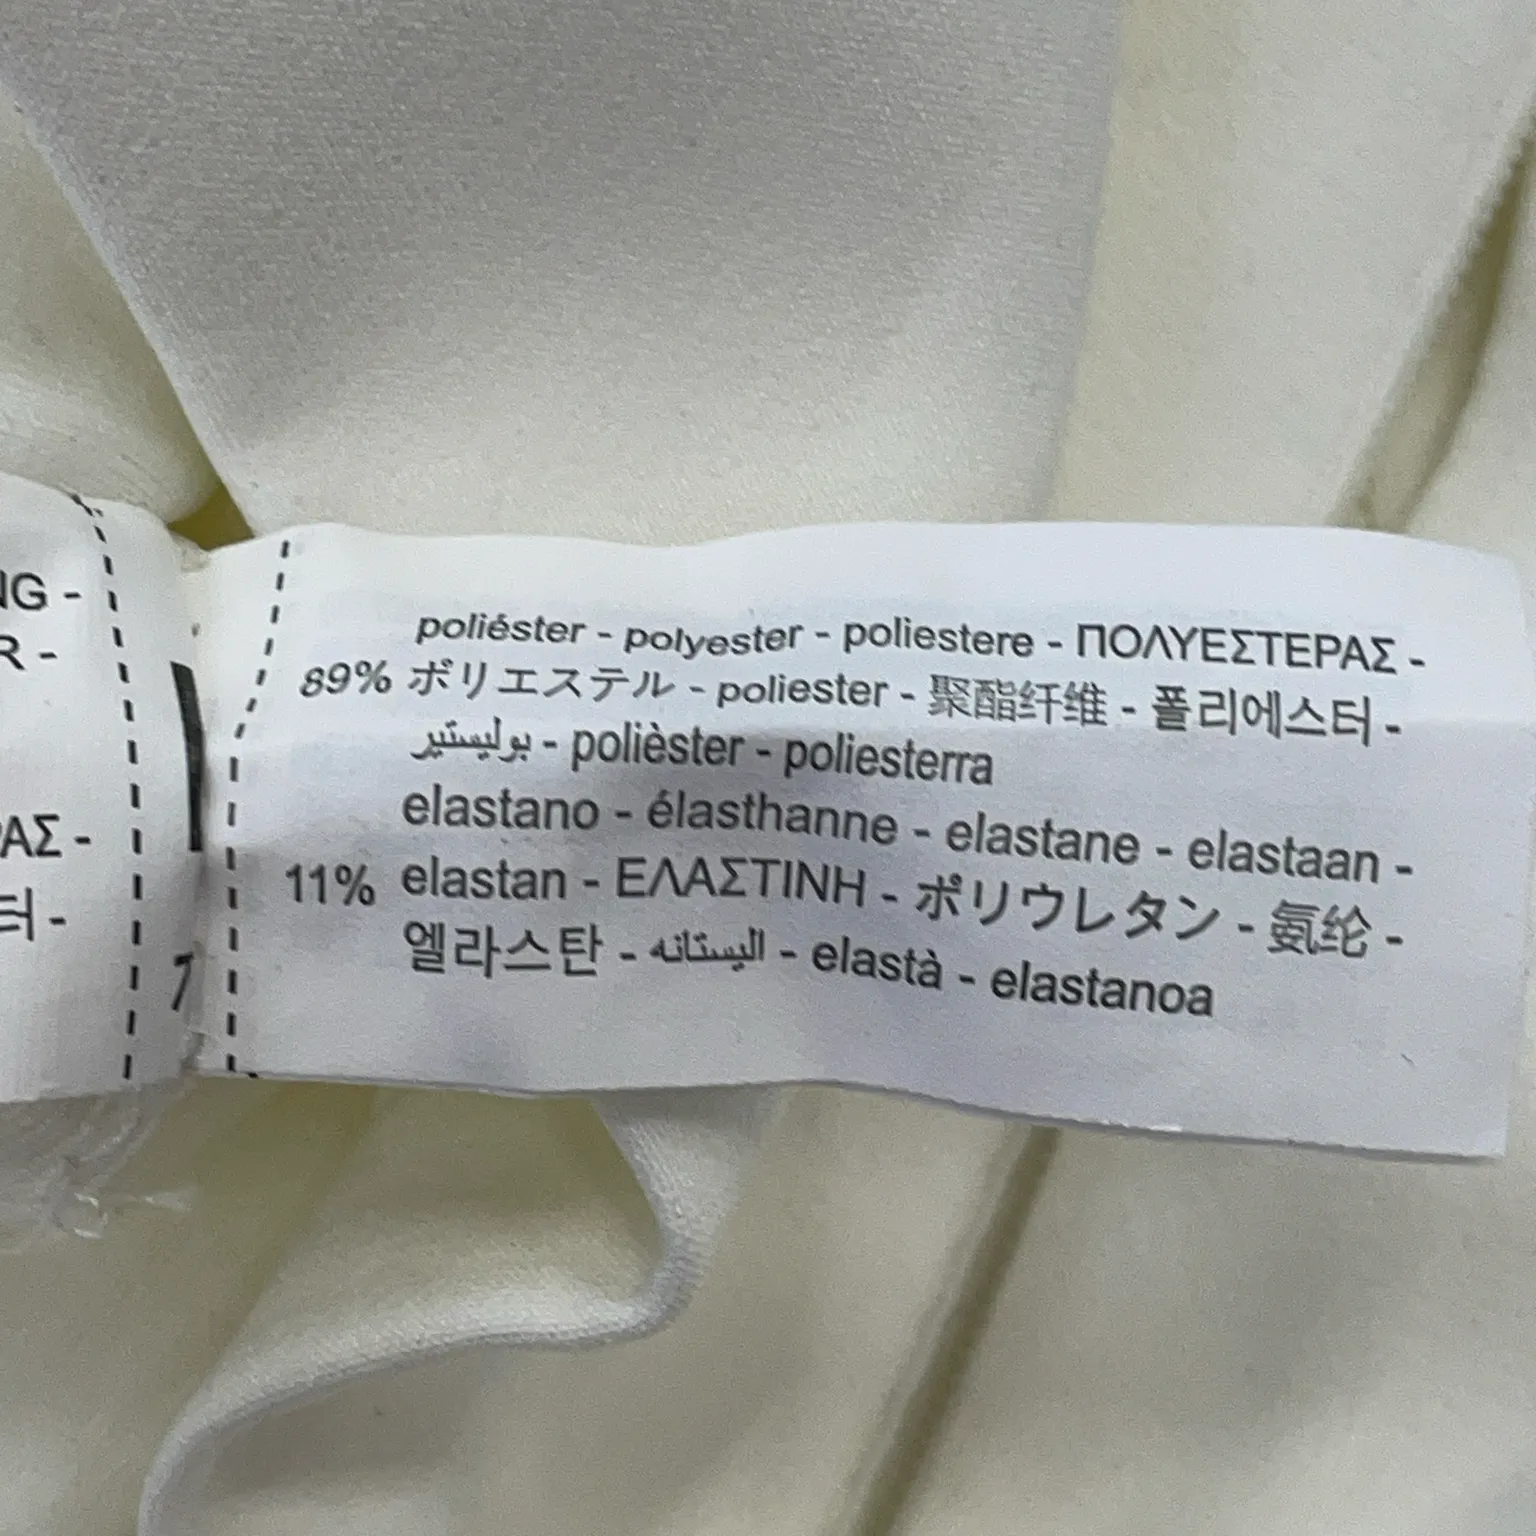 NG -
R -
ΡΑΣ -
터 -
7
poliéster - polyester - poliestere - ΠΟΛΥΕΣΤΕΡΑΣ -
89% ポリエステル - poliester - 聚酯纤维 - 폴리에스터 -
بوليستير - polièster - poliesterra
elastano - élasthanne - elastane - elastaan -
11% elastan - ΕΛΑΣΤΙΝΗ - ポリウレタン - 氨纶 -
엘라스탄 - اليستانه - elastà - elastanoa